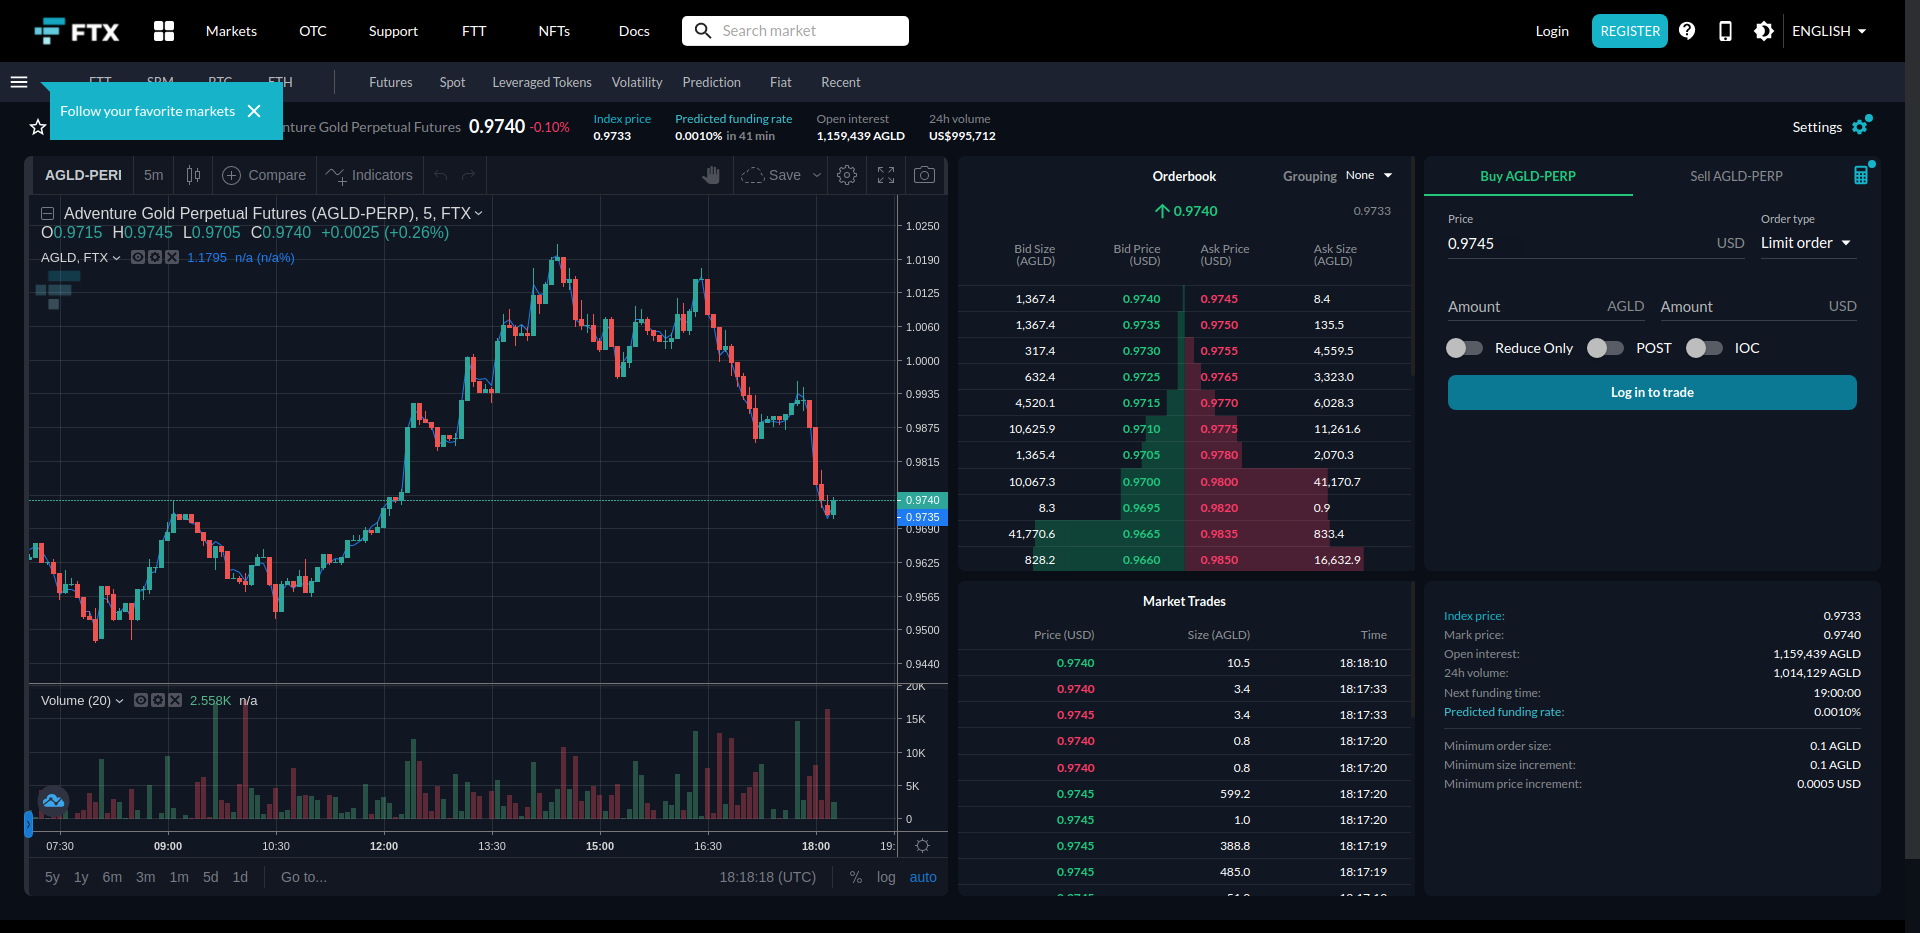 FTX
Markets
OTC
Support
FTT
NFTs
Docs
Search market
Login
REGISTER
ENGLISH
FTT SRM BTC ETH
Futures
Spot
Leveraged Tokens
Volatility
Prediction
Fiat
Recent
Follow your favorite markets
nture Gold Perpetual Futures
0.9740 -0.10%
Index price
0.9733
Predicted funding rate
0.0010% in 41 min
Open interest
1,159,439 AGLD
24h volume
US$995,712
Settings
AGLD-PERI
5m
Compare
Indicators
Save
Adventure Gold Perpetual Futures (AGLD-PERP), 5, FTX
O0.9715 H0.9745 L0.9705 C0.9740 +0.0025 (+0.26%)
AGLD, FTX 1.1795 n/a (n/a%)
1.0250
1.0190
1.0125
1.0060
1.0000
0.9935
0.9875
0.9815
0.9740
0.9735
0.9690
0.9625
0.9565
0.9500
0.9440
Volume (20) 2.558K n/a
20K
15K
10K
5K
0
07:30 09:00 10:30 12:00 13:30 15:00 16:30 18:00 19:
5y 1y 6m 3m 1m 5d 1d Go to...
18:18:18 (UTC) % log auto
Orderbook
Grouping None
0.9740
0.9733
Bid Size (AGLD) Bid Price (USD) Ask Price (USD) Ask Size (AGLD)
1,367.4 0.9740 0.9745 8.4
1,367.4 0.9735 0.9750 135.5
317.4 0.9730 0.9755 4,559.5
632.4 0.9725 0.9765 3,323.0
4,520.1 0.9715 0.9770 6,028.3
10,625.9 0.9710 0.9775 11,261.6
1,365.4 0.9705 0.9780 2,070.3
10,067.3 0.9700 0.9800 41,170.7
8.3 0.9695 0.9820 0.9
41,770.6 0.9665 0.9835 833.4
828.2 0.9660 0.9850 16,632.9
Market Trades
Price (USD) Size (AGLD) Time
0.9740 10.5 18:18:10
0.9740 3.4 18:17:33
0.9745 3.4 18:17:33
0.9740 0.8 18:17:20
0.9740 0.8 18:17:20
0.9745 599.2 18:17:20
0.9745 1.0 18:17:20
0.9745 388.8 18:17:19
0.9745 485.0 18:17:19
Buy AGLD-PERP
Sell AGLD-PERP
Price
Order type
0.9745 USD
Limit order
Amount AGLD
Amount USD
Reduce Only
POST
IOC
Log in to trade
Index price: 0.9733
Mark price: 0.9740
Open interest: 1,159,439 AGLD
24h volume: 1,014,129 AGLD
Next funding time: 19:00:00
Predicted funding rate: 0.0010%
Minimum order size: 0.1 AGLD
Minimum size increment: 0.1 AGLD
Minimum price increment: 0.0005 USD